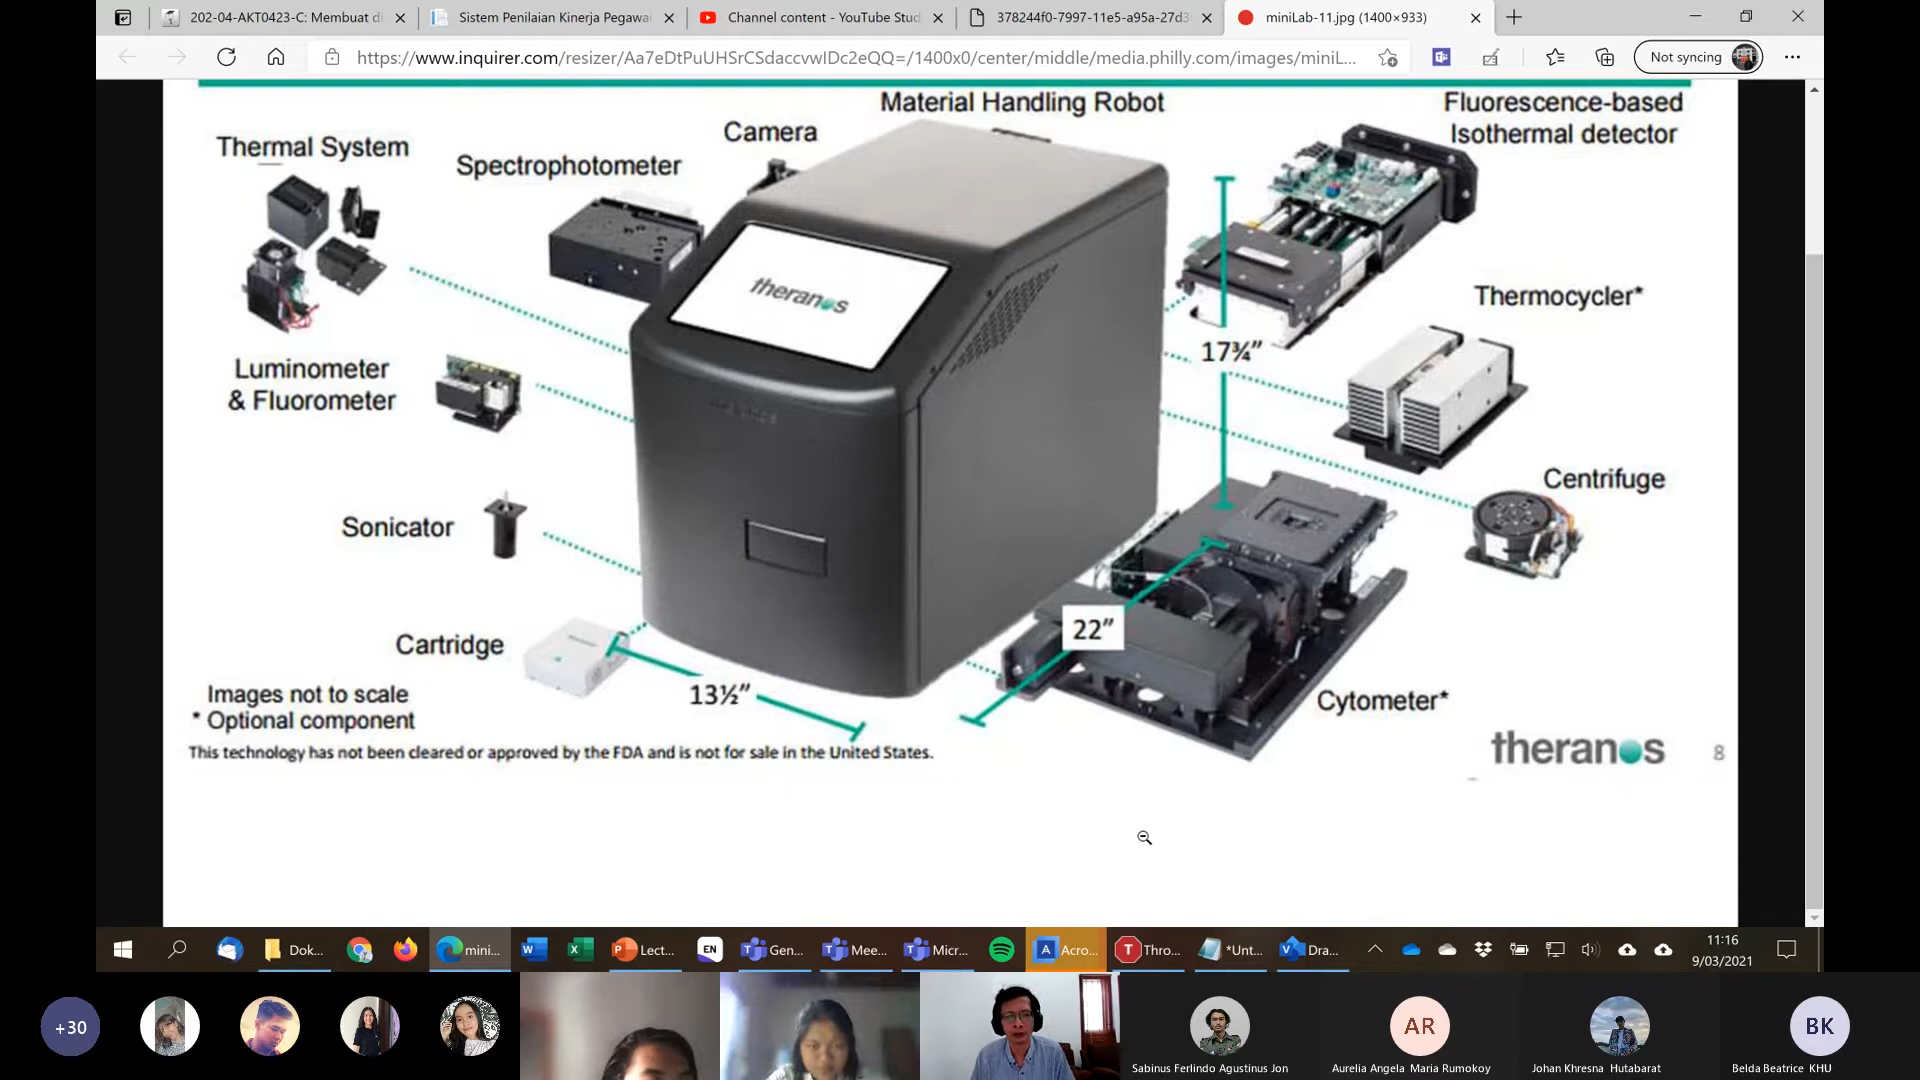 202-04-AKT0423-C: Membuat di
Sistem Penilaian Kinerja Pegawai
Channel content - YouTube Stud
378244f0-7997-11e5-a95a-27d3
miniLab-11.jpg (1400×933)
https://www.inquirer.com/resizer/Aa7eDtPuUHSrCSdaccvwIDc2eQQ=/1400x0/center/middle/media.philly.com/images/miniL...
Not syncing
Material Handling Robot
Fluorescence-based
Isothermal detector
Camera
Thermal System
Spectrophotometer
theranos
Thermocycler*
17¾”
Luminometer
& Fluorometer
Centrifuge
Sonicator
22”
Cartridge
13½”
Images not to scale
* Optional component
Cytometer*
This technology has not been cleared or approved by the FDA and is not for sale in the United States.
theranos
8
Dok...
mini...
Lect...
EN
Gen...
Mee...
Micr...
Acro...
Thro...
*Unt...
Dra...
11:16
9/03/2021
+30
AR
BK
Sabinus Ferlindo Agustinus Jon
Aurelia Angela Maria Rumokoy
Johan Khresna Hutabarat
Belda Beatrice KHU